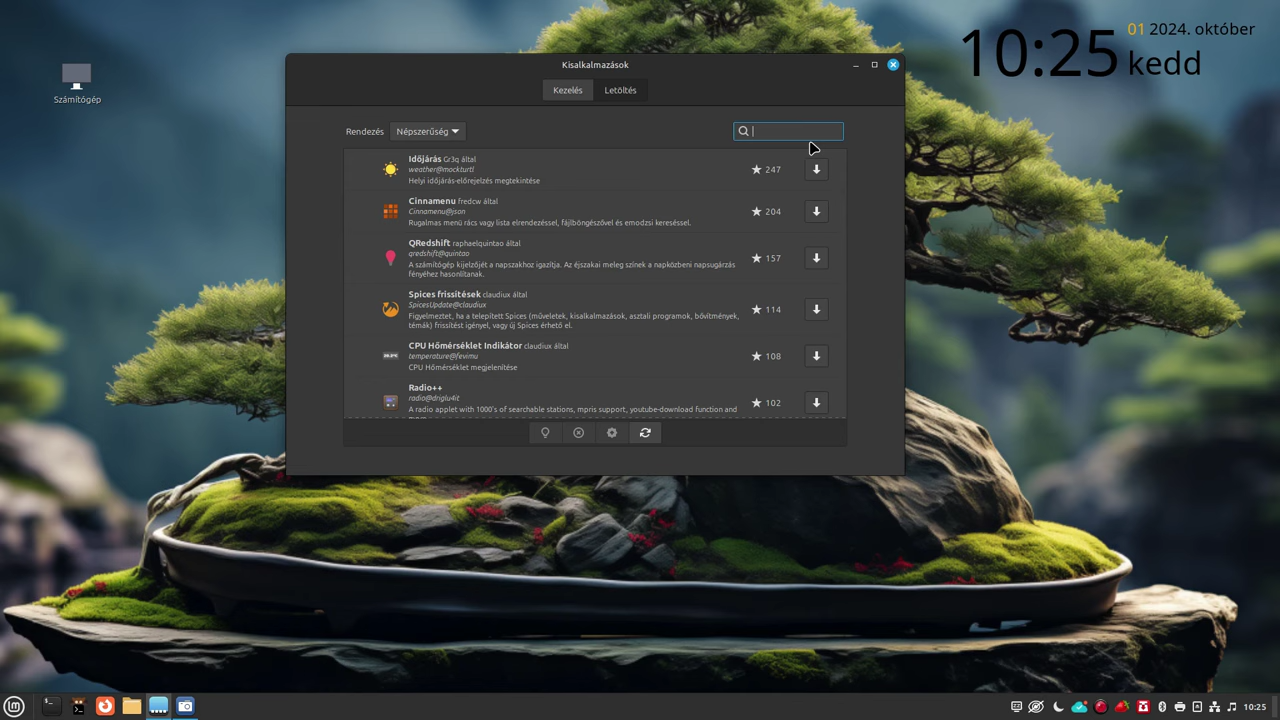 10:25
01 2024. október
kedd
Számítógép
Kisalkalmazások
Kezelés
Letöltés
Rendezés
Népszerűség
Időjárás Gr3q által
weather@mockturtl
Helyi időjárás-előrejelzés megtekintése
247
Cinnamenu fredcw által
Cinnamenu@json
Rugalmas menü rács vagy lista elrendezéssel, fájlböngészővel és emodzsi kereséssel.
204
QRedshift raphaelquintao által
qredshift@quintao
A számítógép kijelzőjét a napszakhoz igazítja. Az éjszakai meleg színek a napközbeni napsugárzás
fényéhez hasonlítanak.
157
Spices frissítések claudiux által
SpicesUpdate@claudiux
Figyelmeztet, ha a telepített Spices (műveletek, kisalkalmazások, asztali programok, bővítmények,
témák) frissítést igényel, vagy új Spices érhető el.
114
CPU Hőmérséklet Indikátor claudiux által
temperature@fevimu
CPU Hőmérséklet megjelenítése
108
Radio++
radio@driglu4it
A radio applet with 1000's of searchable stations, mpris support, youtube-download function and
102
10:25